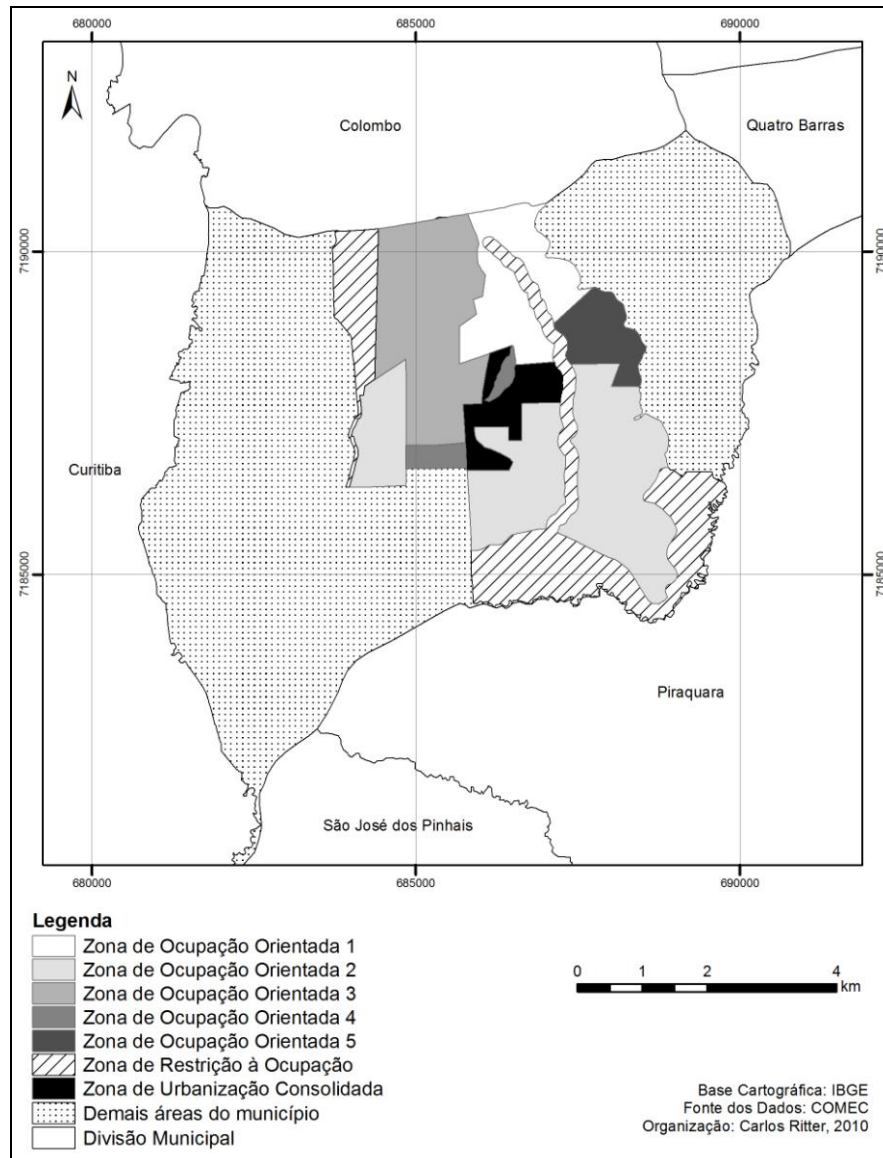 680000 685000 690000
N
Colombo
Quatro Barras
7190000 7190000
Curitiba
7185000 7185000
Piraquara
São José dos Pinhais
680000 685000 690000
Legenda
Zona de Ocupação Orientada 1
Zona de Ocupação Orientada 2
Zona de Ocupação Orientada 3
Zona de Ocupação Orientada 4
Zona de Ocupação Orientada 5
Zona de Restrição à Ocupação
Zona de Urbanização Consolidada
Demais áreas do município
Divisão Municipal
0 1 2 4
km
Base Cartográfica: IBGE
Fonte dos Dados: COMEC
Organização: Carlos Ritter, 2010